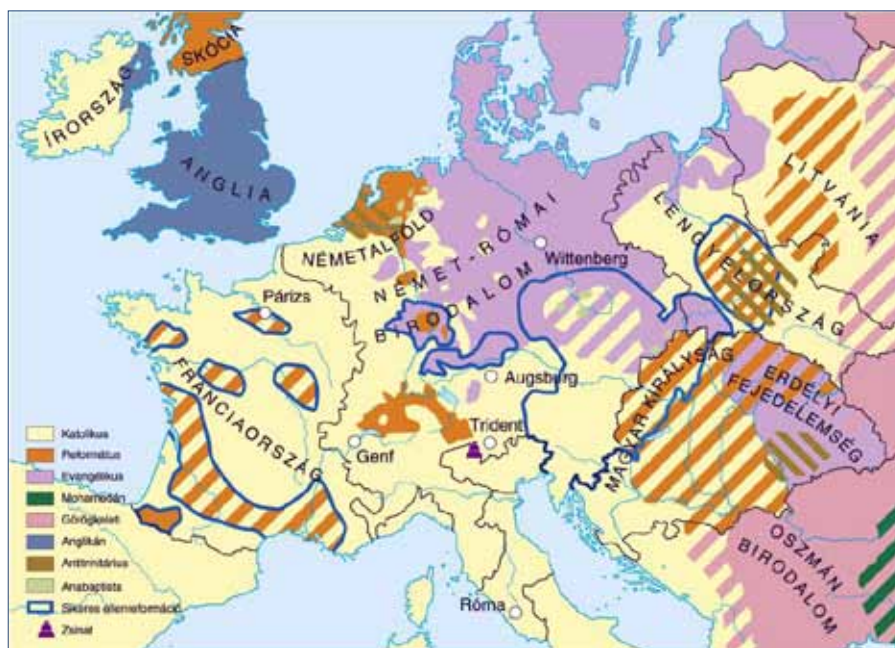 SKÓCIA
ÍRORSZÁG
ANGLIA
LITVÁNIA
NÉMETALFÖLD
NÉMET-RÓMAI
BIRODALOM
Wittenberg
LENGYELORSZÁG
Párizs
Augsburg
FRANCIAORSZÁG
MAGYAR KIRÁLYSÁG
ERDÉLYI
FEJEDELEMSÉG
Genf
Trident
OSZMÁN
BIRODALOM
Róma
Katolikus
Református
Evangélikus
Mohamedán
Görögkeleti
Anglikán
Antitrinitárius
Anabaptista
Sikeres ellenreformáció
Zsinat